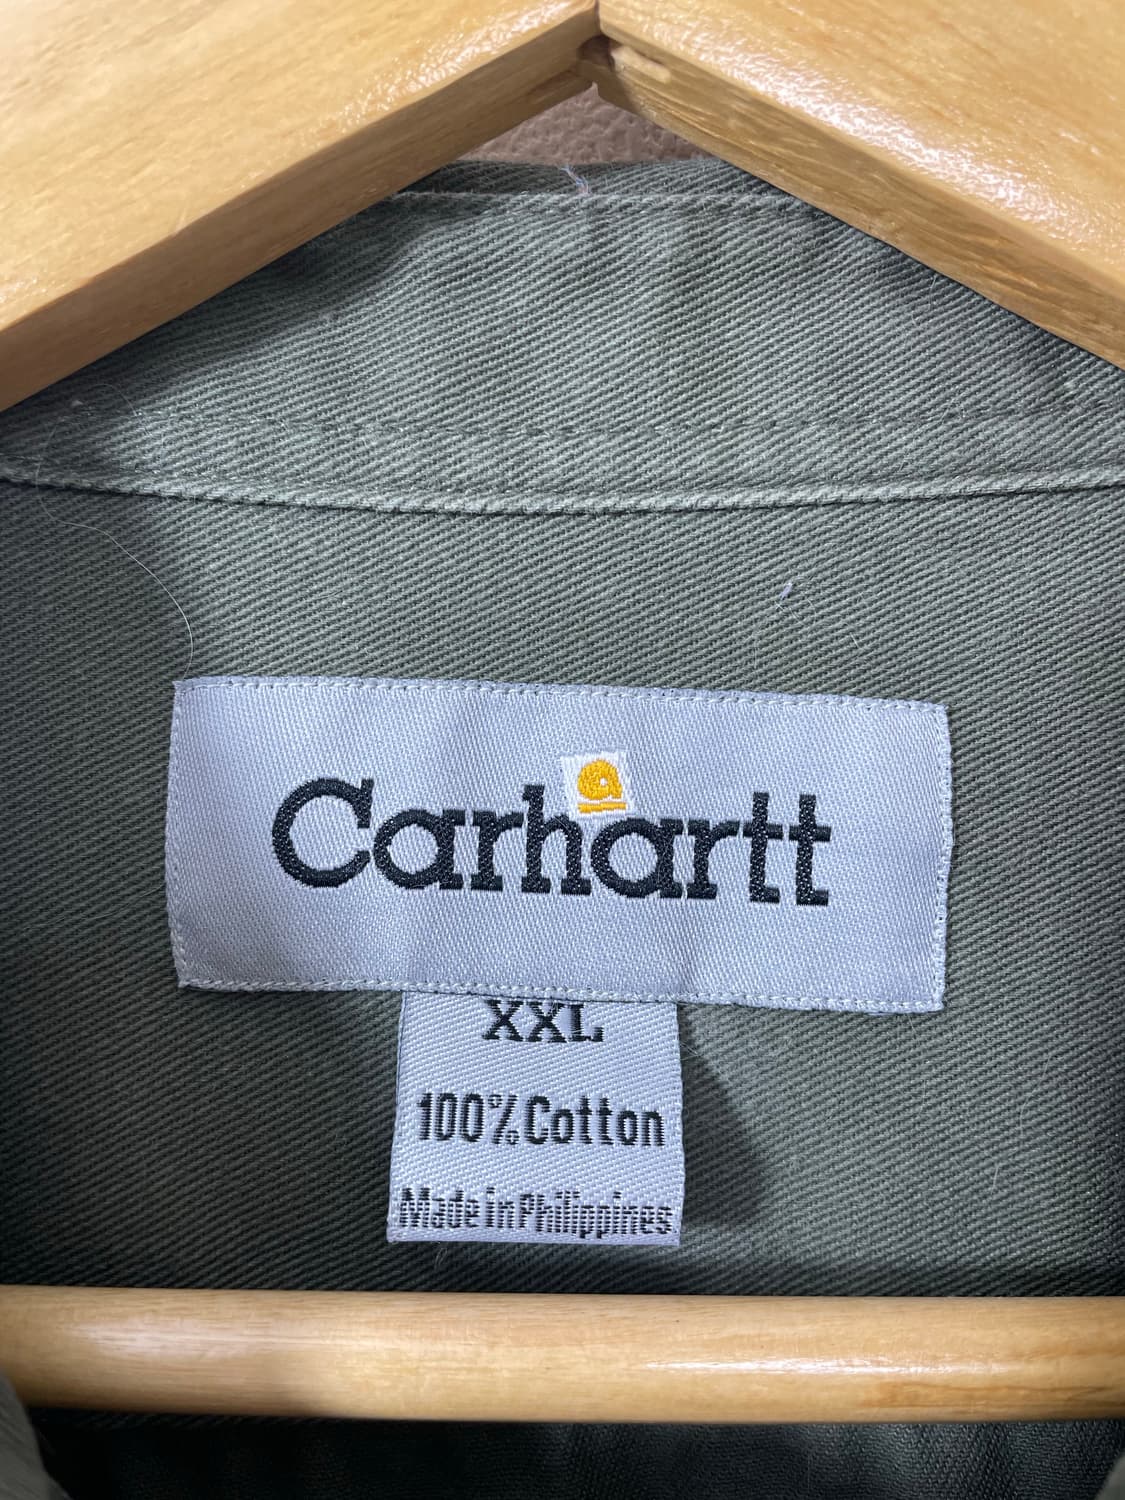 Carhartt
XXL
100% Cotton
Made in Philippines